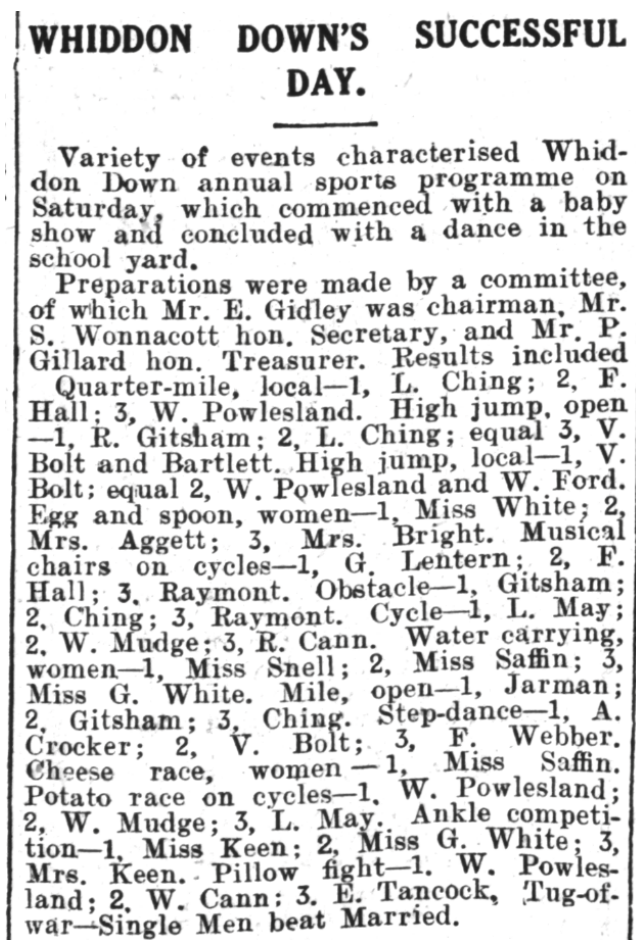 WHIDDON DOWN'S SUCCESSFUL
DAY.
Variety of events characterised Whid-
don Down annual sports programme on
Saturday, which commenced with a baby
show and concluded with a dance in the
school yard.
Preparations were made by a committee,
of which Mr. E. Gidley was chairman, Mr.
S. Wonnacott hon. Secretary, and Mr. P.
Gillard hon. Treasurer. Results included
Quarter-mile, local—1, L. Ching; 2, F.
Hall; 3, W. Powlesland. High jump, open
—1, R. Gitsham; 2, L. Ching; equal 3, V.
Bolt and Bartlett. High jump, local—1, V.
Bolt; equal 2, W. Powlesland and W. Ford.
Egg and spoon, women—1, Miss White; 2,
Mrs. Aggett; 3, Mrs. Bright. Musical
chairs on cycles—1, G. Lentern; 2, F.
Hall; 3, Raymont. Obstacle—1, Gitsham;
2, Ching; 3, Raymont. Cycle—1, L. May;
2, W. Mudge; 3, R. Cann. Water carrying,
women—1, Miss Snell; 2, Miss Saffin; 3,
Miss G. White. Mile, open—1, Jarman;
2, Gitsham; 3, Ching. Step-dance—1, A.
Crocker; 2, V. Bolt; 3, F. Webber.
Cheese race, women—1, Miss Saffin.
Potato race on cycles—1, W. Powlesland;
2, W. Mudge; 3, L. May. Ankle competi-
tion—1, Miss Keen; 2, Miss G. White; 3,
Mrs. Keen. Pillow fight—1. W. Powles-
land; 2, W. Cann; 3. E. Tancock, Tug-of-
war—Single Men beat Married.